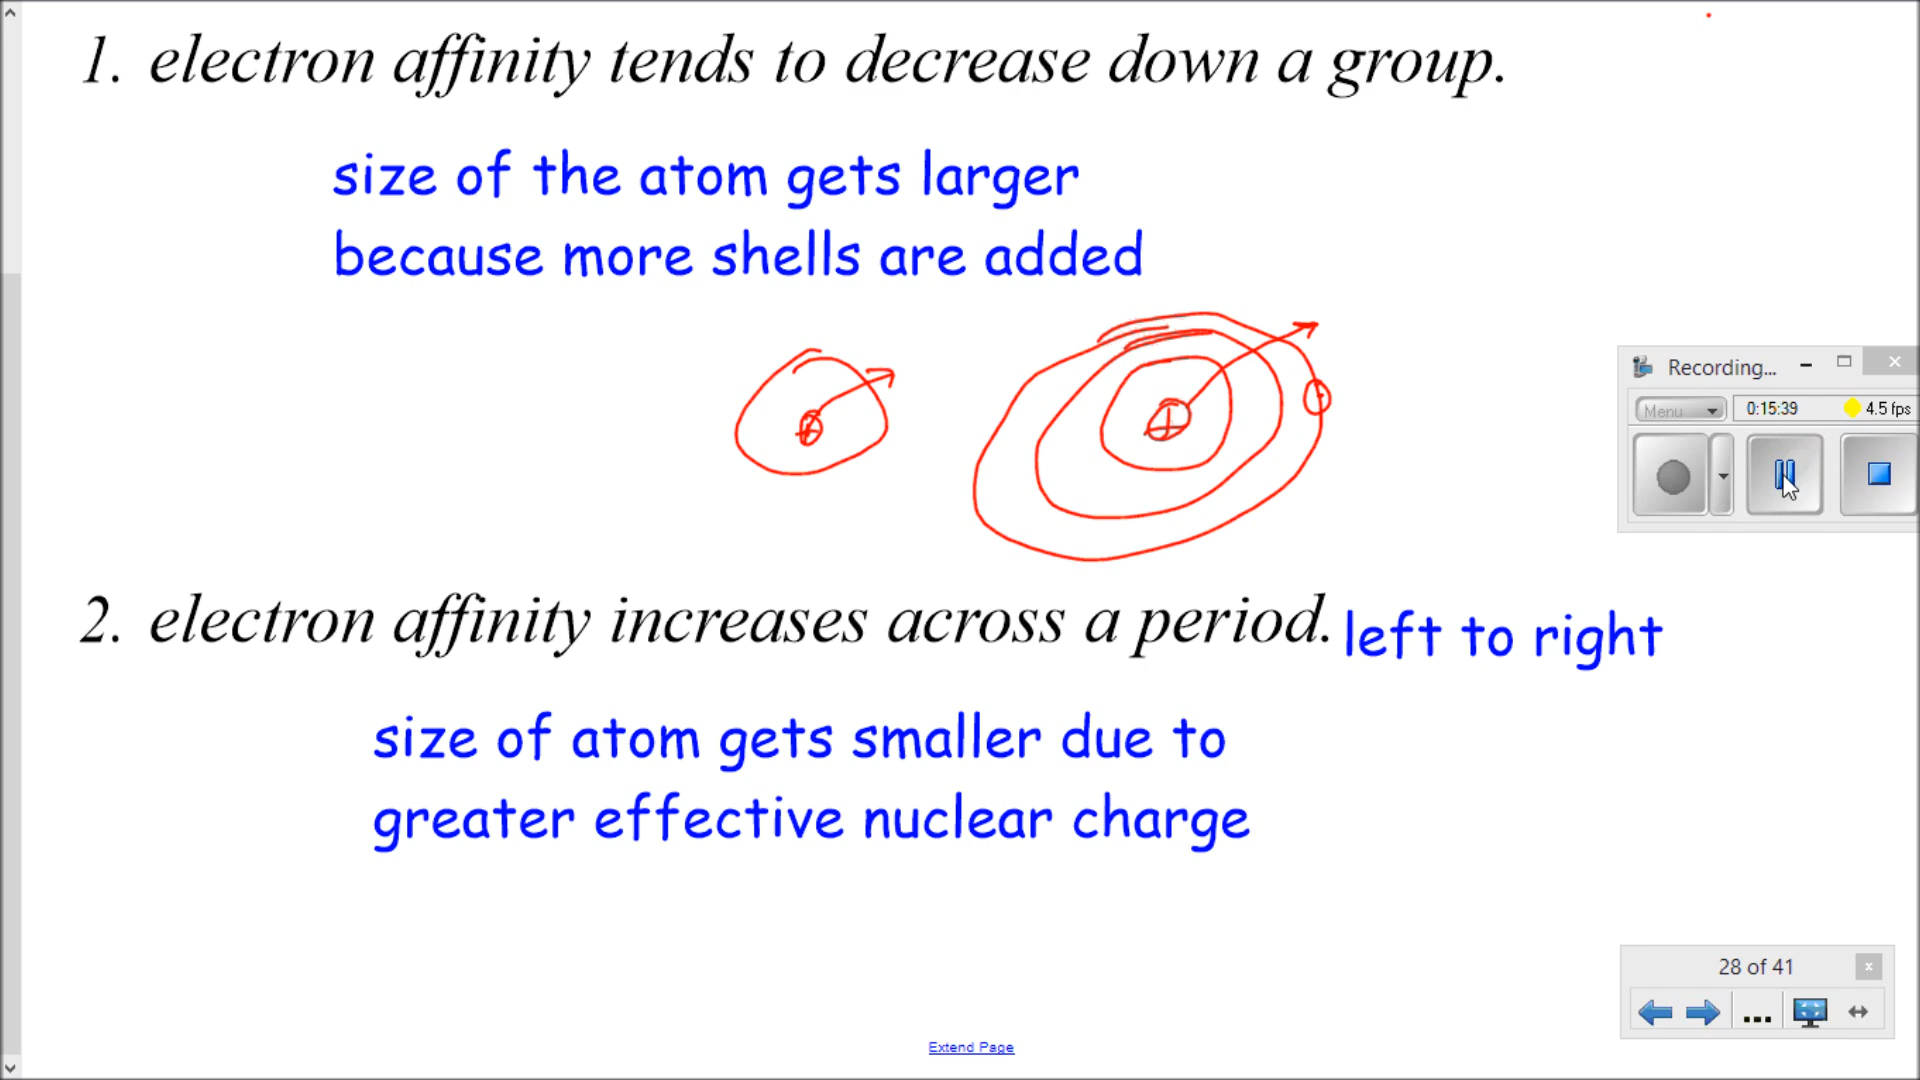 1. electron affinity tends to decrease down a group.
size of the atom gets larger
because more shells are added
Recording...
Menu
0:15:39
4.5 fps
2. electron affinity increases across a period. left to right
size of atom gets smaller due to
greater effective nuclear charge
28 of 41
...
Extend Page